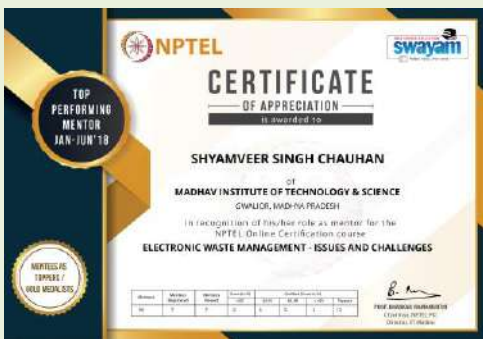 NPTEL
swayam
TOP
PERFORMING
MENTOR
JAN-JUN'18
CERTIFICATE
OF APPRECIATION
is awarded to
SHYAMVEER SINGH CHAUHAN
of
MADHAV INSTITUTE OF TECHNOLOGY & SCIENCE
GWALIOR, MADHYA PRADESH
in recognition of his/her role as mentor for the
NPTEL Online Certification course
ELECTRONIC WASTE MANAGEMENT - ISSUES AND CHALLENGES
MENTEES AS
TOPPERS /
GOLD MEDALISTS